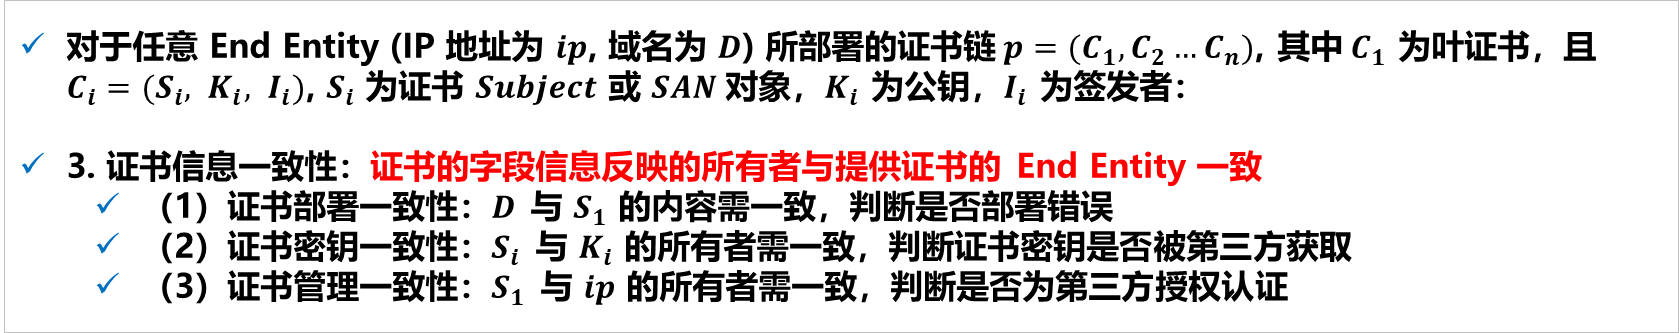 ✓ 对于任意 End Entity (IP 地址为 ip, 域名为 D) 所部署的证书链 p = (C₁, C₂ … Cₙ), 其中 C₁ 为叶证书，且
Cᵢ = (Sᵢ, Kᵢ, Iᵢ), Sᵢ 为证书 Subject 或 SAN 对象，Kᵢ 为公钥，Iᵢ 为签发者：
✓ 3. 证书信息一致性：证书的字段信息反映的所有者与提供证书的 End Entity 一致
✓ （1）证书部署一致性：D 与 S₁ 的内容需一致，判断是否部署错误
✓ （2）证书密钥一致性：Sᵢ 与 Kᵢ 的所有者需一致，判断证书密钥是否被第三方获取
✓ （3）证书管理一致性：S₁ 与 ip 的所有者需一致，判断是否为第三方授权认证